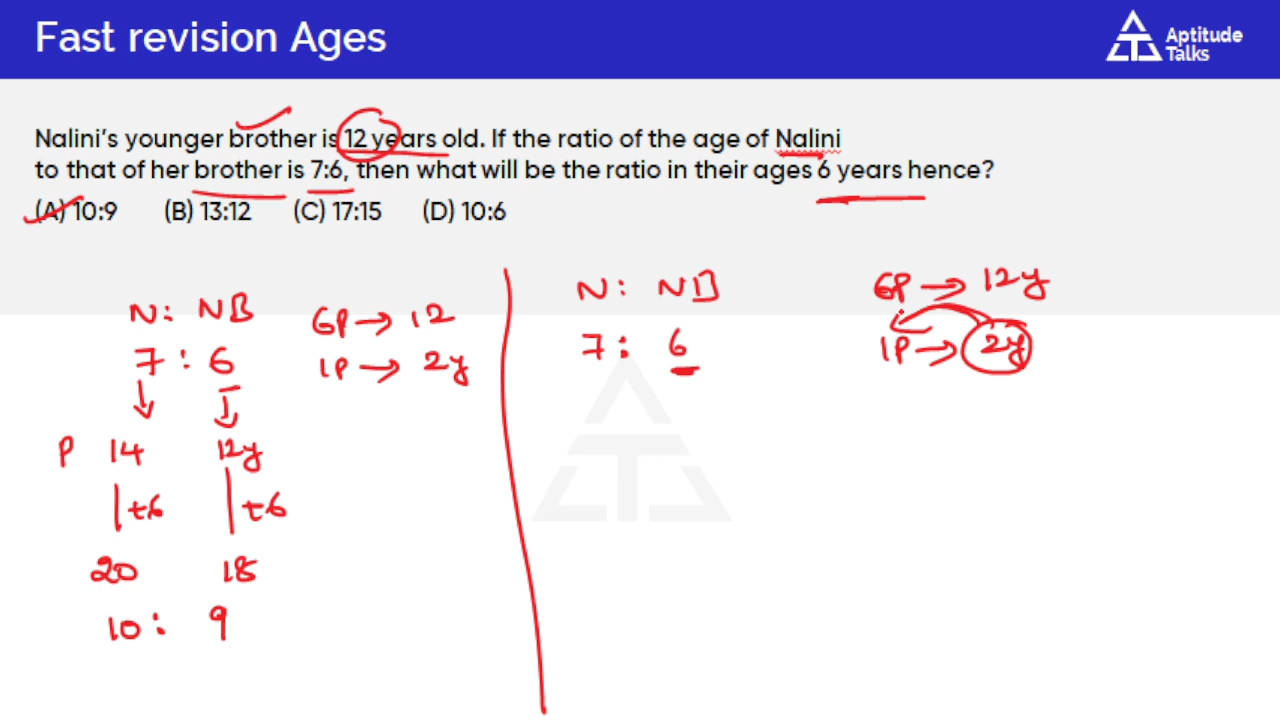 Fast revision Ages
Aptitude
Talks
Nalini's younger brother is 12 years old. If the ratio of the age of Nalini
to that of her brother is 7:6, then what will be the ratio in their ages 6 years hence?
(A) 10:9 (B) 13:12 (C) 17:15 (D) 10:6
N: NB
7 : 6
6P → 12
1P → 2y
P 14 12y
+6 +6
20 18
10 : 9
N: NB
7 : 6
6P → 12y
1P → 2y